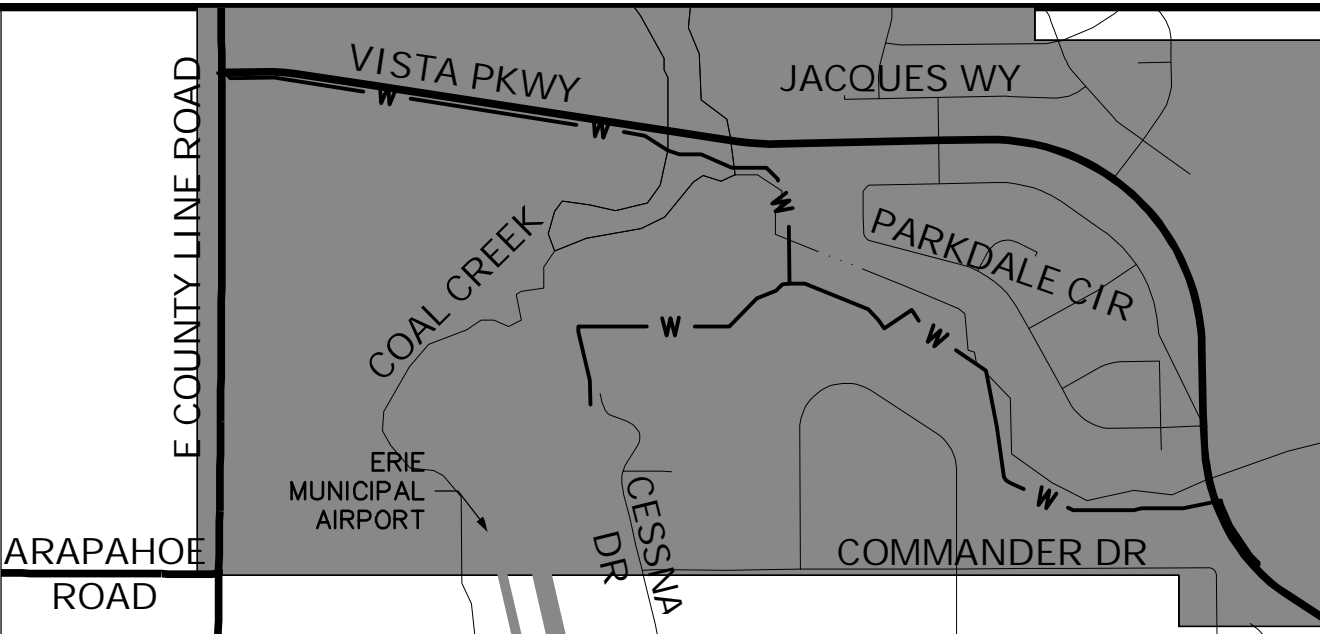 VISTA PKWY
JACQUES WY
E COUNTY LINE ROAD
W
W
W
PARKDALE CIR
COAL CREEK
W
W
ERIE
MUNICIPAL
AIRPORT
CESSNA
DR
W
ARAPAHOE
ROAD
COMMANDER DR